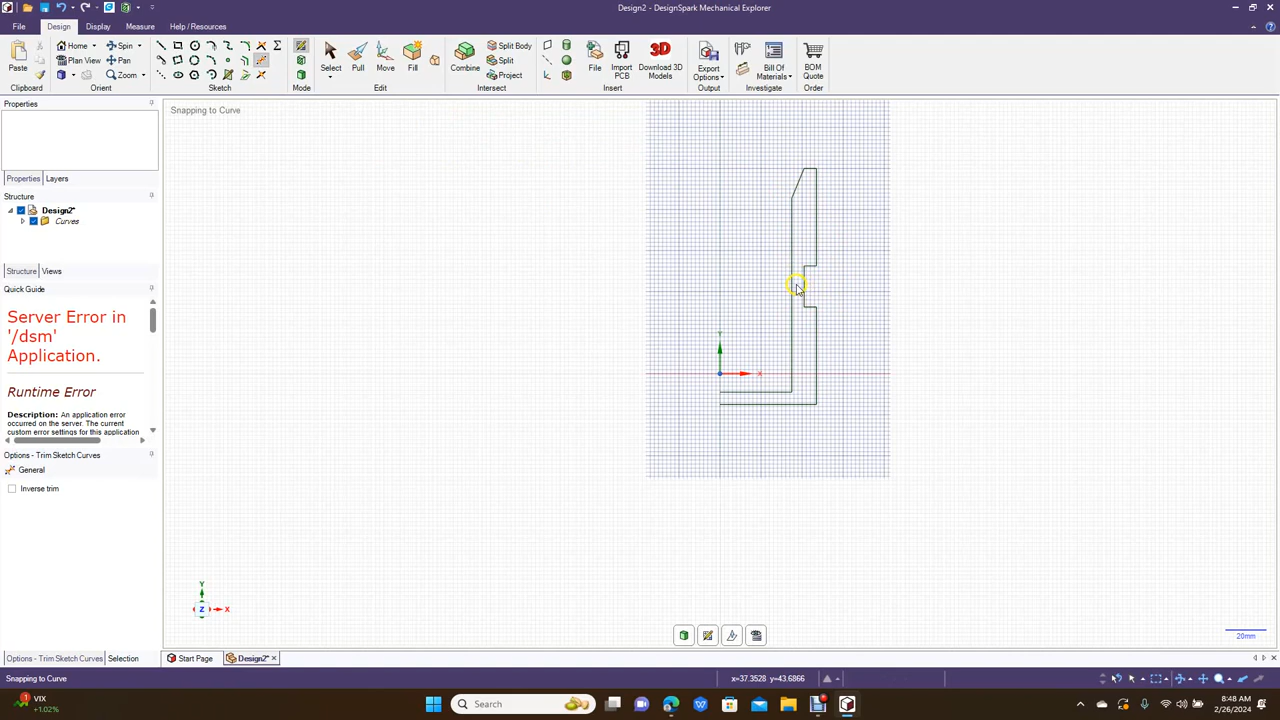 Design2 - DesignSpark Mechanical Explorer
File Design Display Measure Help / Resources
Paste Home Spin Plan View Pan Zoom Select Pull Move Fill Combine Split Body Split Project File Import PCB Download 3D Models Export Options Bill Of Materials BOM Quote
3D
Clipboard Orient Sketch Mode Edit Intersect Insert Output Investigate Order
Properties
Snapping to Curve
Properties Layers
Structure
Design2*
Curves
Structure Views
Quick Guide
Server Error in
'/dsm'
Application.
Runtime Error
Description: An application error
occurred on the server. The current
custom error settings for this application
Options - Trim Sketch Curves
General
Inverse trim
Y
X
Y
Z X
20mm
Options - Trim Sketch Curves Selection Start Page Design2*
Snapping to Curve x=37.3528 y=43.6866
VIX
+1.02%
Search
8:48 AM
2/26/2024